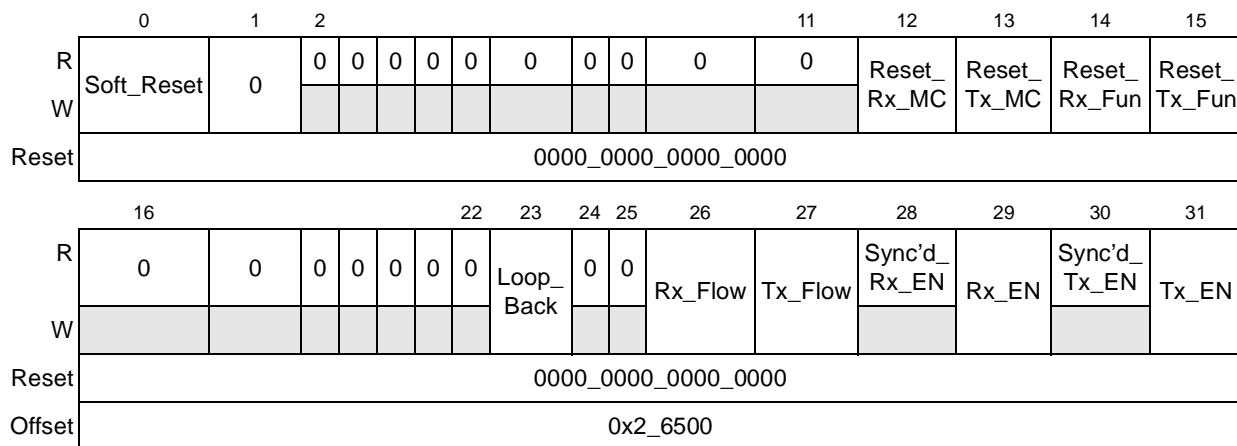 0 1 2 11 12 13 14 15
R Soft_Reset 0 0 0 0 0 0 0 0 0 0 0 Reset_ Reset_ Reset_ Reset_
W Rx_MC Tx_MC Rx_Fun Tx_Fun
Reset 0000_0000_0000_0000
16 22 23 24 25 26 27 28 29 30 31
R 0 0 0 0 0 0 0 Loop_ 0 0 Rx_Flow Tx_Flow Sync’d_ Rx_EN Sync’d_ Tx_EN
W Back Rx_EN Tx_EN
Reset 0000_0000_0000_0000
Offset 0x2_6500